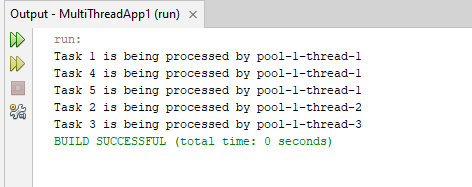 Output - MultiThreadApp1 (run) ×
run:
Task 1 is being processed by pool-1-thread-1
Task 4 is being processed by pool-1-thread-1
Task 5 is being processed by pool-1-thread-1
Task 2 is being processed by pool-1-thread-2
Task 3 is being processed by pool-1-thread-3
BUILD SUCCESSFUL (total time: 0 seconds)